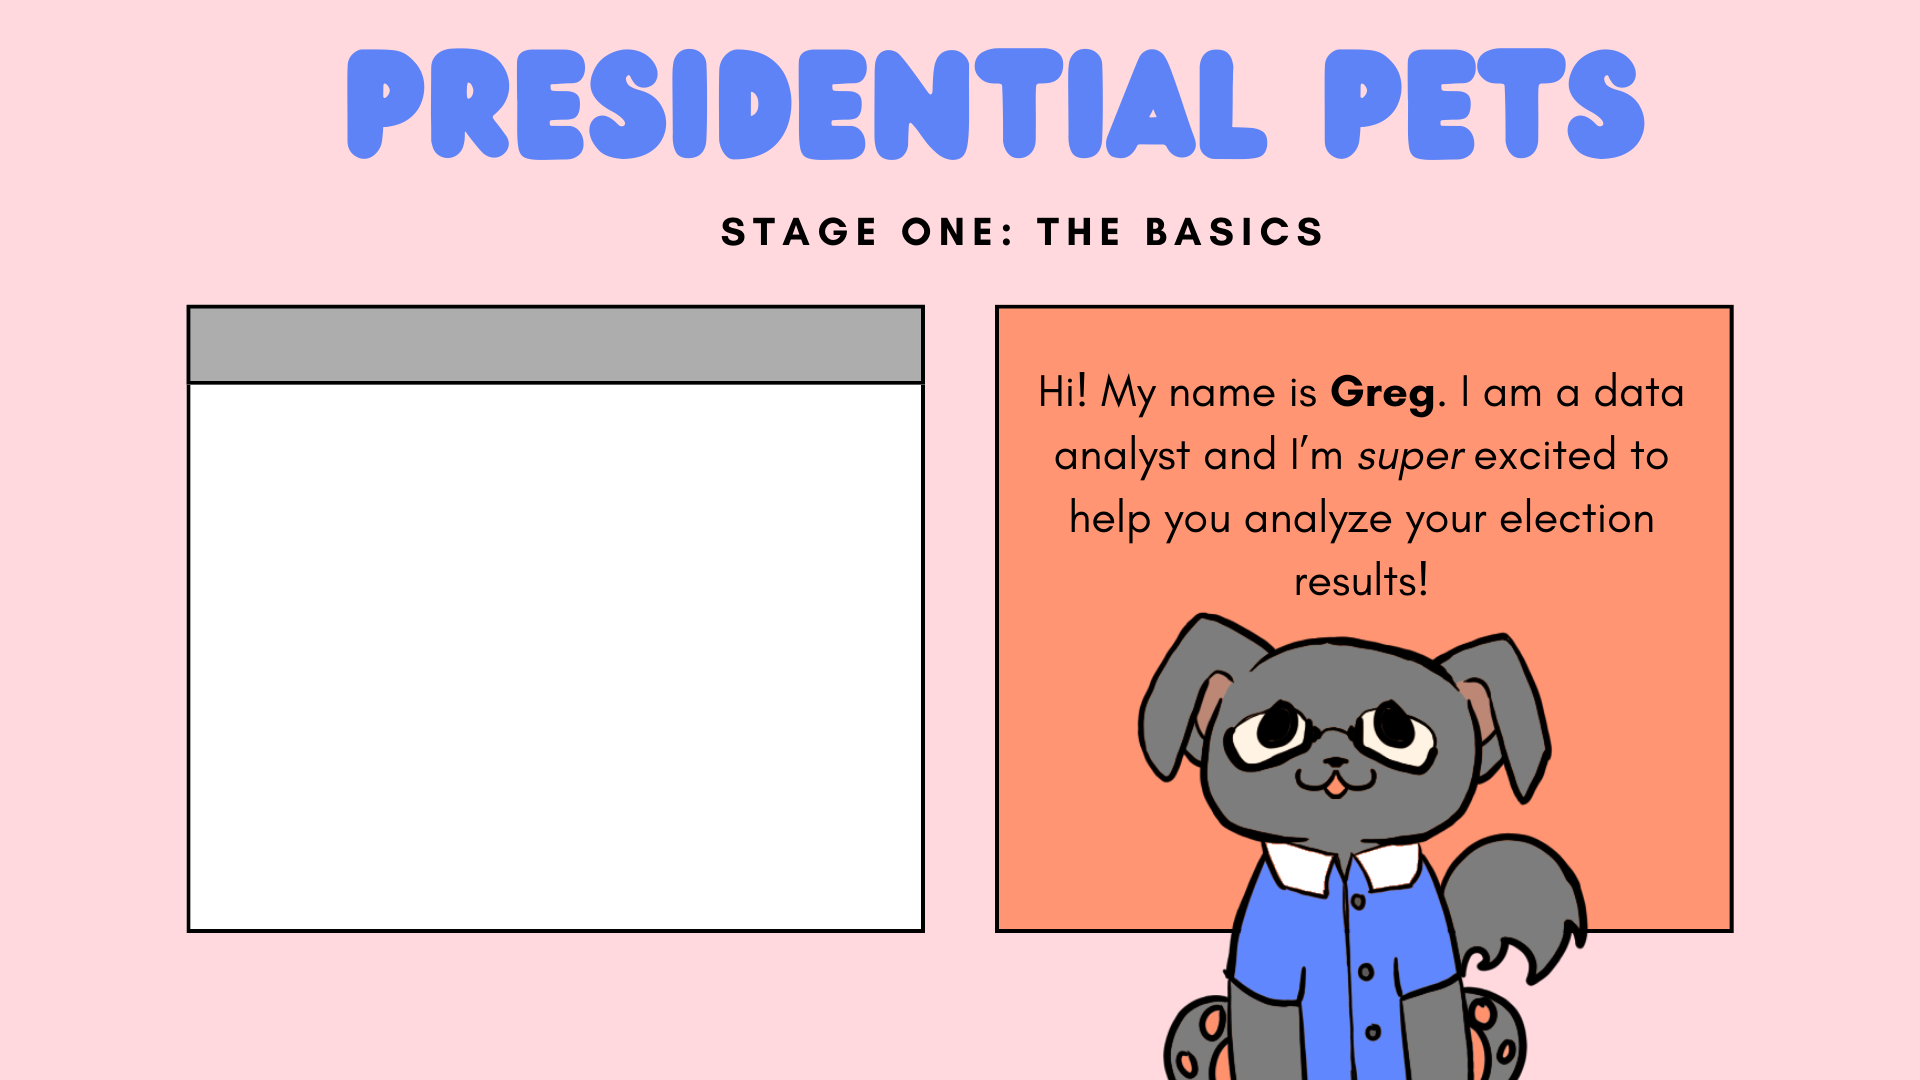 PRESIDENTIAL PETS
STAGE ONE: THE BASICS
Hi! My name is Greg. I am a data
analyst and I’m super excited to
help you analyze your election
results!